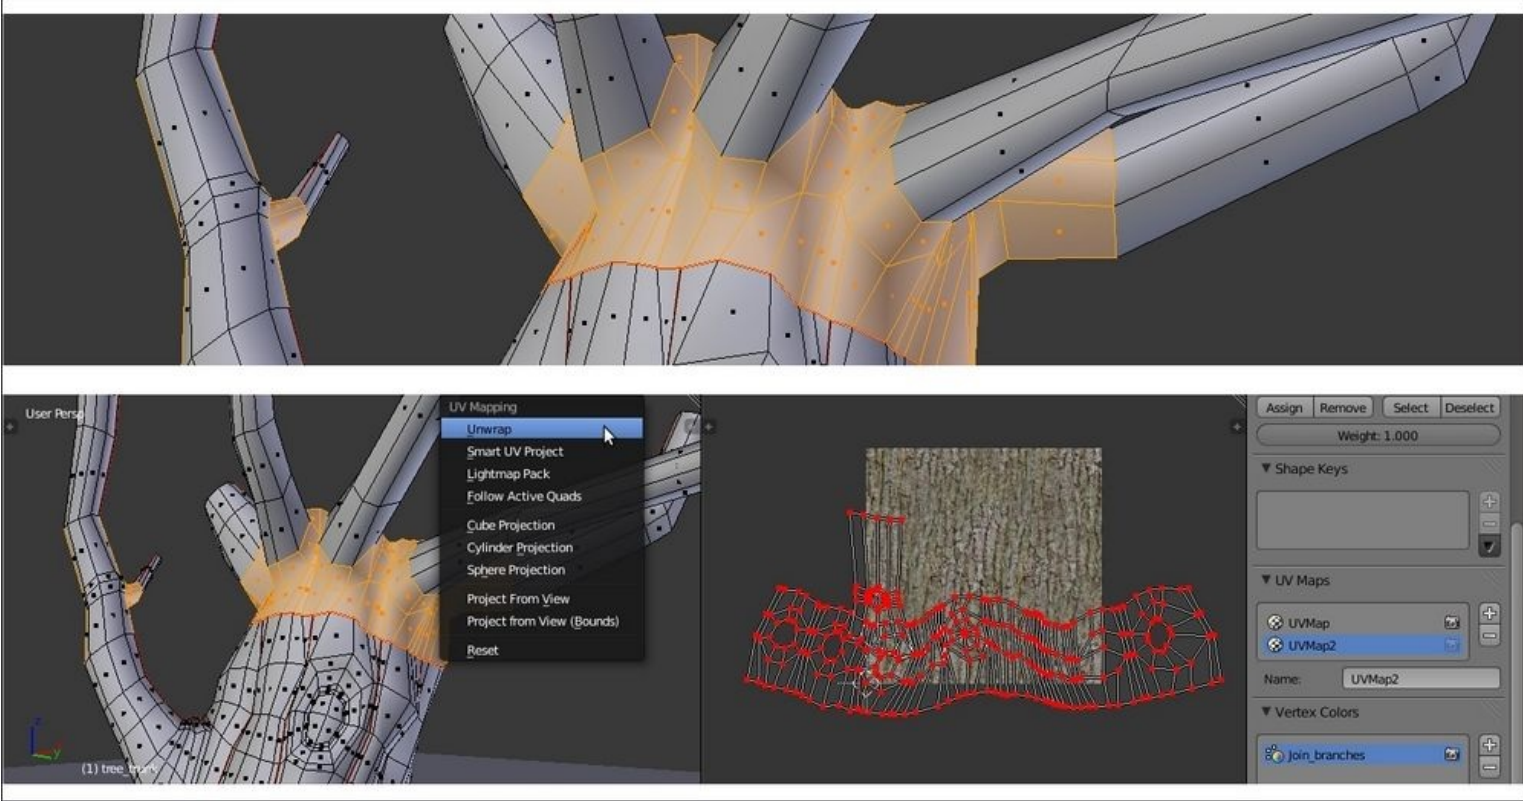 User Persp
UV Mapping
Unwrap
Smart UV Project
Lightmap Pack
Follow Active Quads
Cube Projection
Cylinder Projection
Sphere Projection
Project From View
Project from View (Bounds)
Reset
(1) tree_trunk
z
y
Assign Remove Select Deselect
Weight: 1.000
Shape Keys
UV Maps
UVMap
UVMap2
Name: UVMap2
Vertex Colors
Join_branches